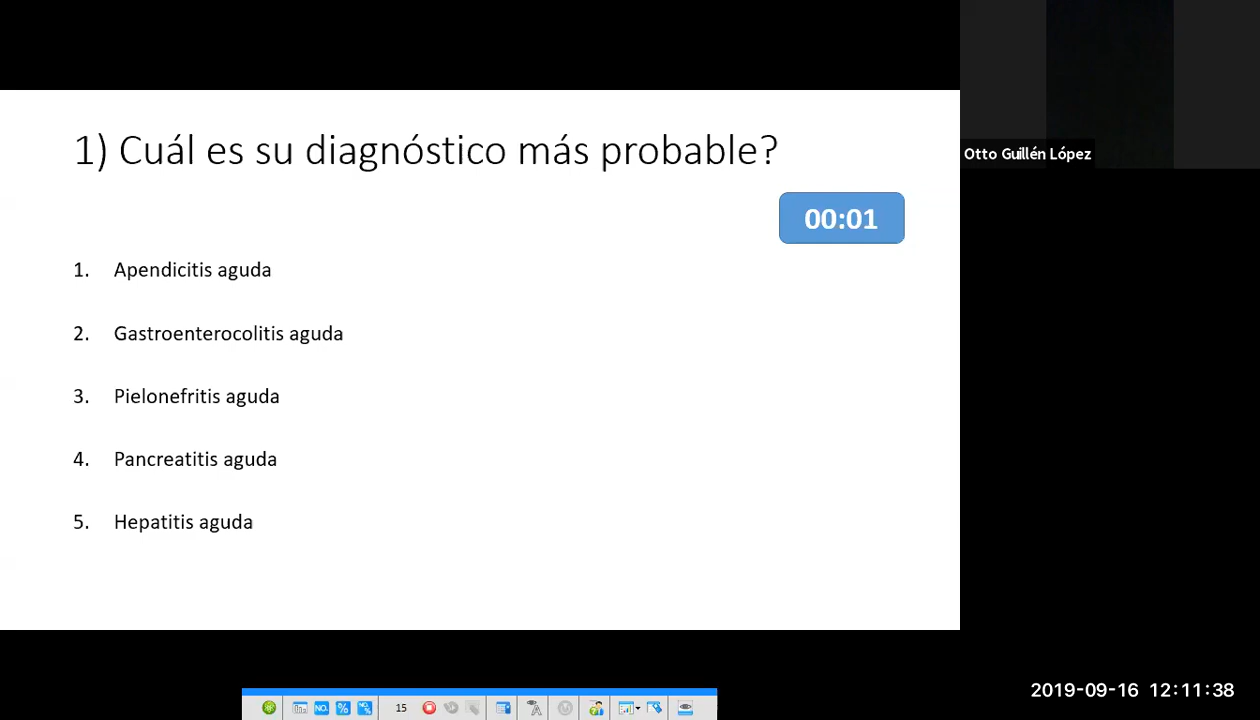 1) Cuál es su diagnóstico más probable?
Otto Guillén López
00:01
1. Apendicitis aguda
2. Gastroenterocolitis aguda
3. Pielonefritis aguda
4. Pancreatitis aguda
5. Hepatitis aguda
2019-09-16 12:11:38
NO. % 15